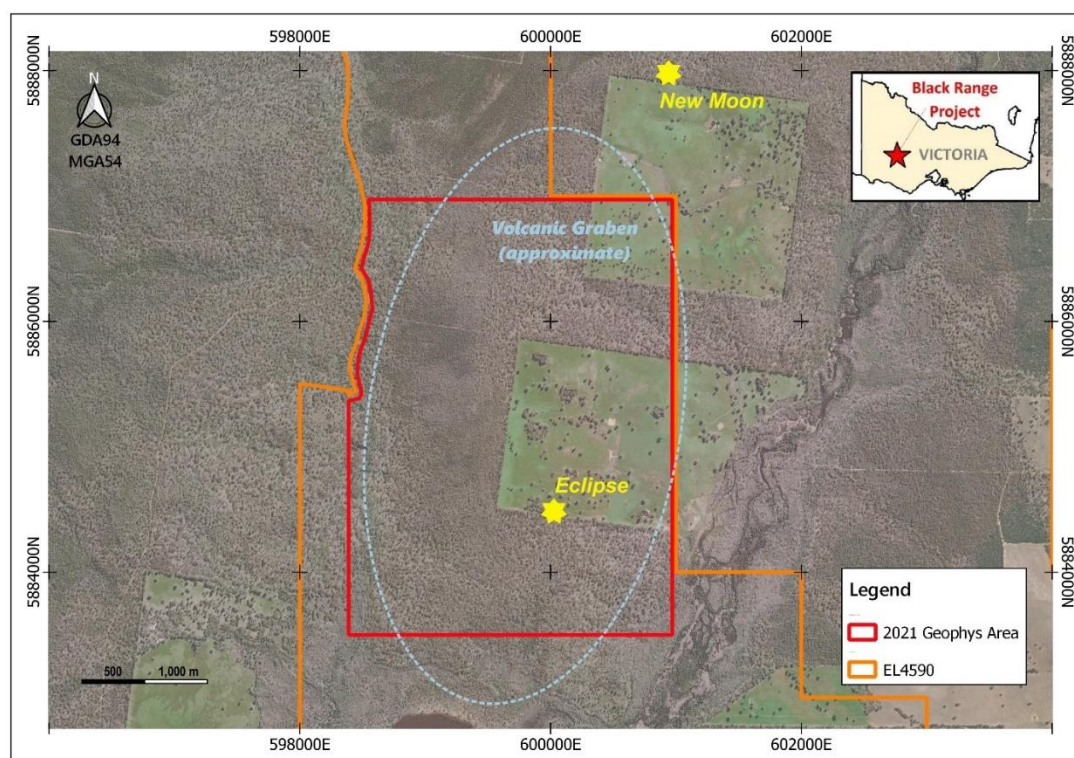 598000E
600000E
602000E
5888000N
5888000N
N
GDA94
MGA54
New Moon
Black Range
Project
VICTORIA
Volcanic Graben
(approximate)
5886000N
5886000N
Eclipse
5884000N
5884000N
Legend
2021 Geophys Area
EL4590
500
1,000 m
598000E
600000E
602000E